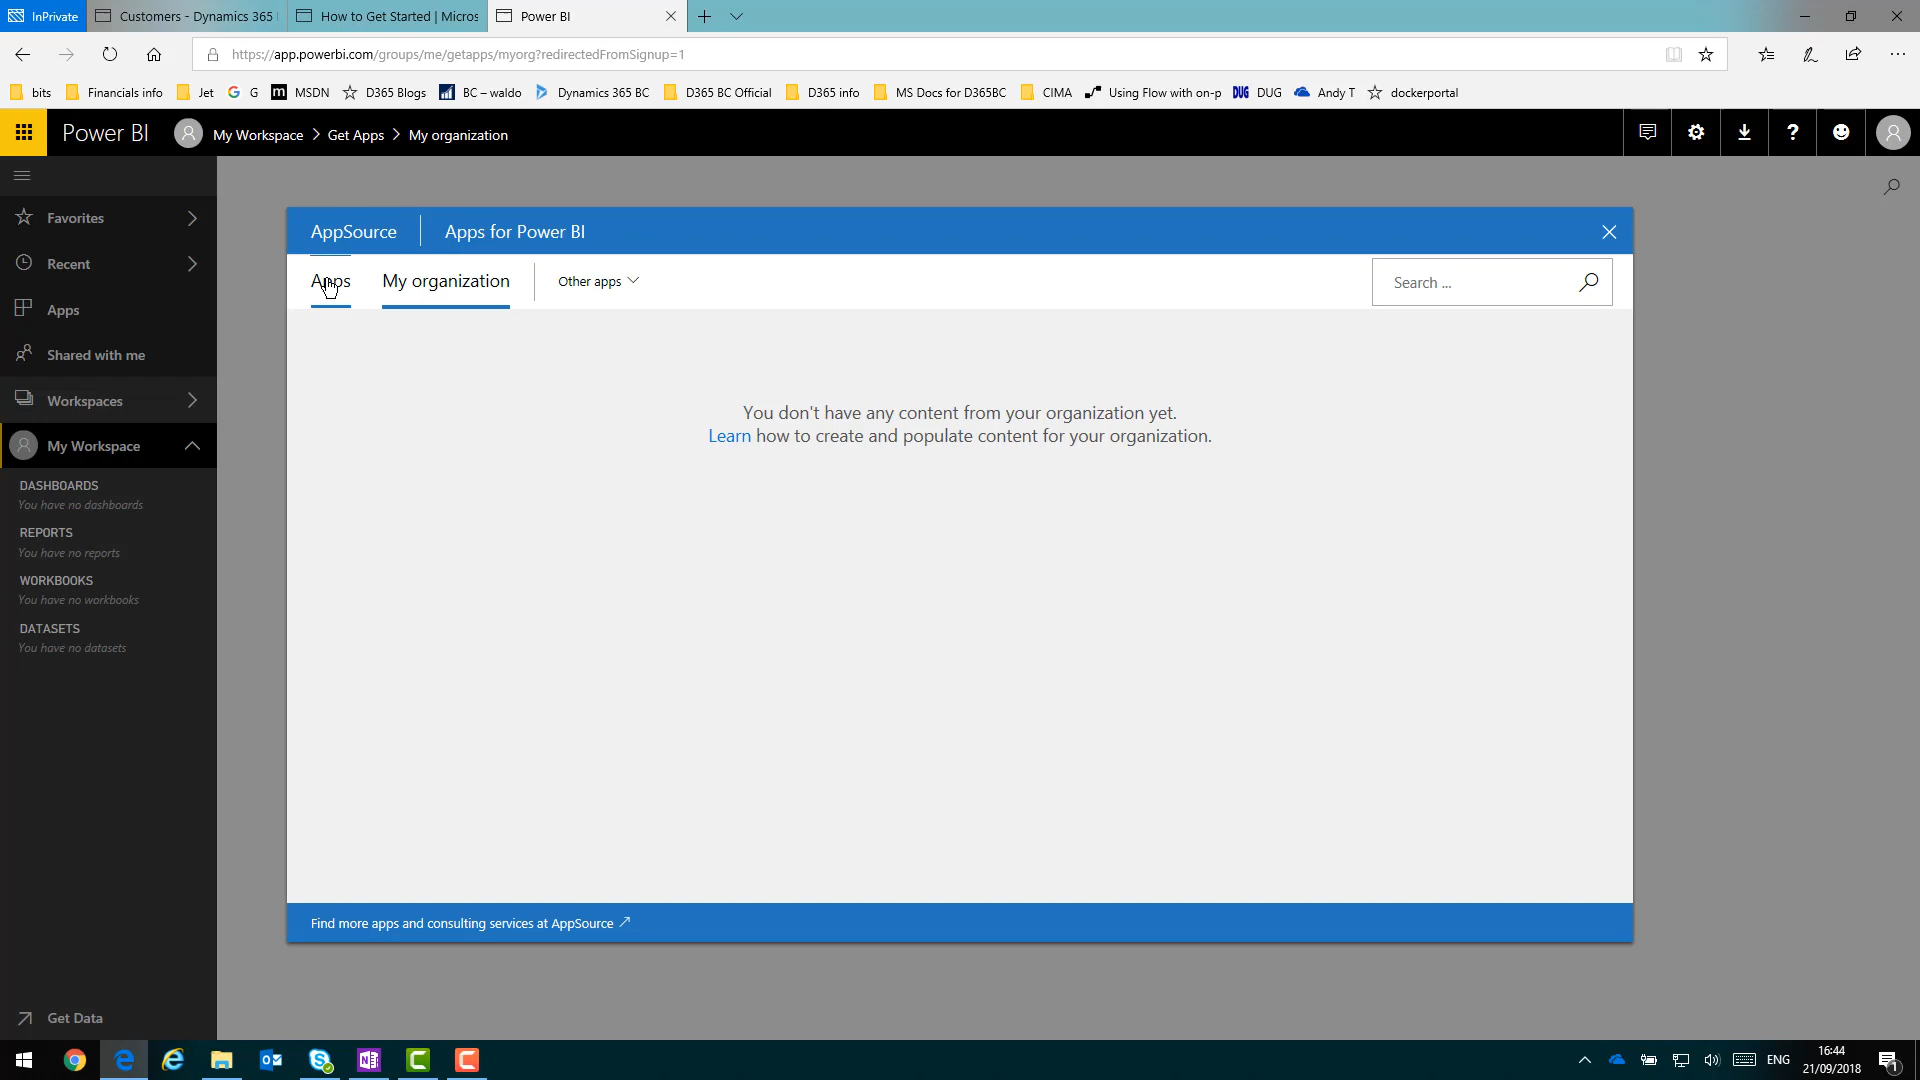 InPrivate
Customers - Dynamics 365
How to Get Started | Micros
Power BI
https://app.powerbi.com/groups/me/getapps/myorg?redirectedFromSignup=1
bits
Financials info
Jet
G G
m MSDN
D365 Blogs
BC – waldo
Dynamics 365 BC
D365 BC Official
D365 info
MS Docs for D365BC
CIMA
Using Flow with on-p
DUG DUG
Andy T
dockerportal
Power BI
My Workspace > Get Apps > My organization
Favorites
Recent
Apps
Shared with me
Workspaces
My Workspace
DASHBOARDS
You have no dashboards
REPORTS
You have no reports
WORKBOOKS
You have no workbooks
DATASETS
You have no datasets
Get Data
AppSource | Apps for Power BI
Apps
My organization
Other apps
Search ...
You don't have any content from your organization yet.
Learn how to create and populate content for your organization.
Find more apps and consulting services at AppSource
ENG
16:44
21/09/2018
1